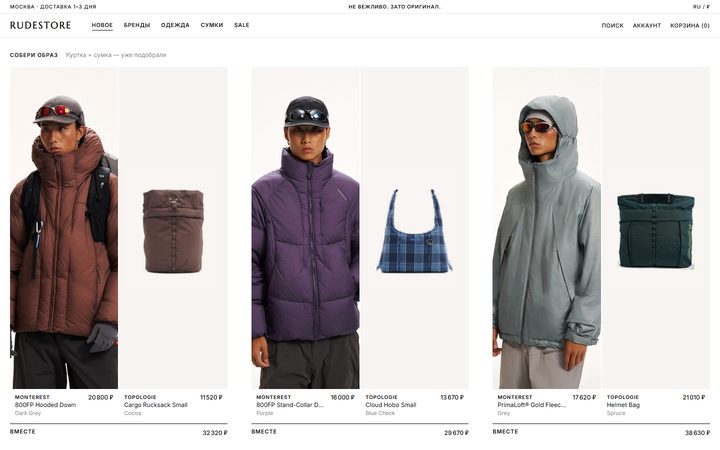 МОСКВА · ДОСТАВКА 1–3 ДНЯ
НЕ ВЕЖЛИВО. ЗАТО ОРИГИНАЛ.
RU / ₽
RUDESTORE
НОВОЕ БРЕНДЫ ОДЕЖДА СУМКИ SALE
ПОИСК АККАУНТ КОРЗИНА (0)
СОБЕРИ ОБРАЗ Куртка + сумка — уже подобрали
MONTEREST 20 800 ₽
800FP Hooded Down
Dark Grey
TOPOLOGIE 11 520 ₽
Cargo Rucksack Small
Cocoa
ВМЕСТЕ 32 320 ₽
MONTEREST 16 000 ₽
800FP Stand-Collar D...
Purple
TOPOLOGIE 13 670 ₽
Cloud Hobo Small
Blue Check
ВМЕСТЕ 29 670 ₽
MONTEREST 17 620 ₽
PrimaLoft® Gold Fleec...
Grey
TOPOLOGIE 21 010 ₽
Helmet Bag
Spruce
ВМЕСТЕ 38 630 ₽